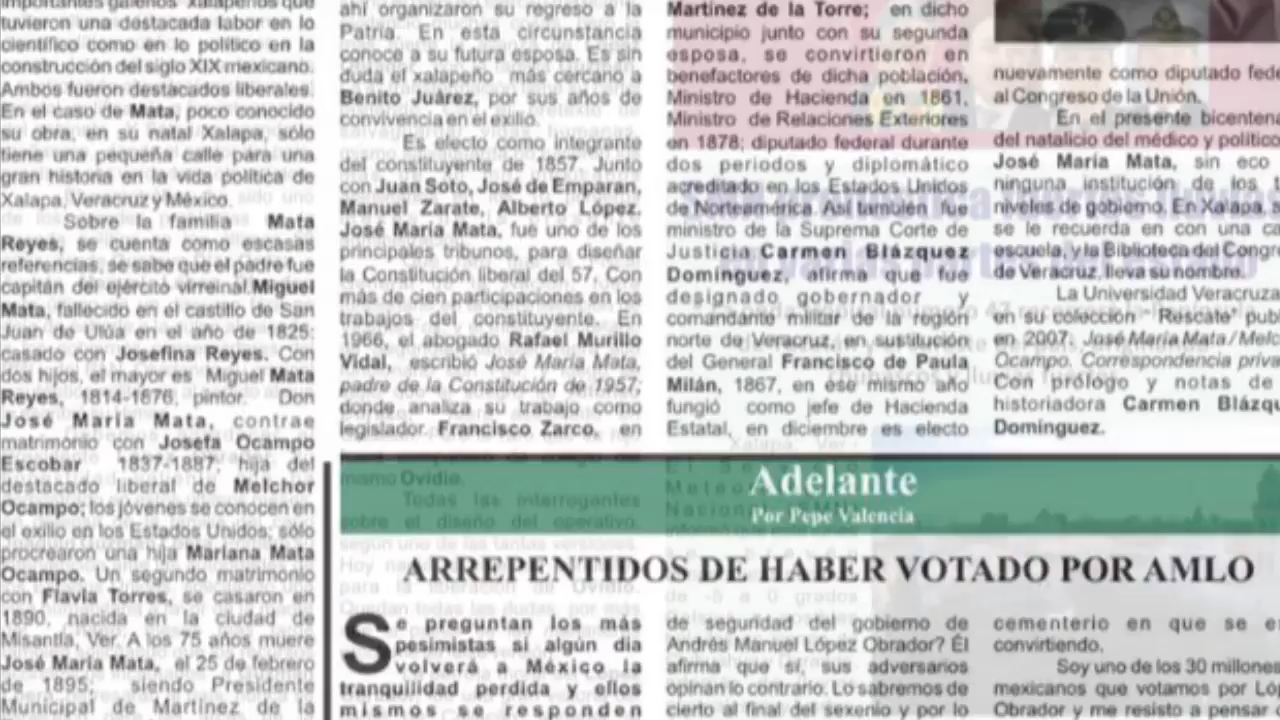 importantes galenos xalapeños que
tuvieron una destacada labor en lo
científico como en lo político en la
construcción del siglo XIX mexicano.
Ambos fueron destacados liberales.
En el caso de Mata, poco conocido
su obra, en su natal Xalapa, sólo
tiene una pequeña calle para una
gran historia en la vida política de
Xalapa, Veracruz y México.
Sobre la familia Mata
Reyes, se cuenta como escasas
referencias, se sabe que el padre fue
capitán del ejército virreinal Miguel
Mata, fallecido en el castillo de San
Juan de Ulúa en el año de 1825;
casado con Josefina Reyes. Con
dos hijos, el mayor es Miguel Mata
Reyes, 1814-1876, pintor. Don
José María Mata, contrae
matrimonio con Josefa Ocampo
Escobar 1837-1887, hija del
destacado liberal de Melchor
Ocampo; los jóvenes se conocen en
el exilio en los Estados Unidos; sólo
procrearon una hija Mariana Mata
Ocampo. Un segundo matrimonio
con Flavia Torres, se casaron en
1890, nacida en la ciudad de
Misantla, Ver. A los 75 años muere
José María Mata, el 25 de febrero
de 1895; siendo Presidente
Municipal de Martínez de la
ahí organizaron su regreso a la
Patria. En esta circunstancia
conoce a su futura esposa. Es sin
duda el xalapeño más cercano a
Benito Juárez, por sus años de
convivencia en el exilio.
Es electo como integrante
del constituyente de 1857. Junto
con Juan Soto, José de Emparan,
Manuel Zarate, Alberto López,
José María Mata, fué uno de los
principales tribunos, para diseñar
la Constitución liberal del 57, Con
más de cien participaciones en los
trabajos del constituyente. En
1966, el abogado Rafael Murillo
Vidal, escribió José María Mata,
padre de la Constitución de 1957;
donde analiza su trabajo como
legislador. Francisco Zarco, en
Martínez de la Torre; en dicho
municipio junto con su segunda
esposa, se convirtieron en
benefactores de dicha población,
Ministro de Hacienda en 1861,
Ministro de Relaciones Exteriores
en 1878; diputado federal durante
dos periodos y diplomático
acreditado en los Estados Unidos
de Norteamérica. Así también fue
ministro de la Suprema Corte de
Justicia Carmen Blázquez
Domínguez, afirma que fue
designado gobernador y
comandante militar de la región
norte de Veracruz, en sustitución
del General Francisco de Paula
Milán, 1867, en ese mismo año
fungió como jefe de Hacienda
Estatal, en diciembre es electo
nuevamente como diputado fede
al Congreso de la Unión.
En el presente bicentena
del natalicio del médico y político
José María Mata, sin eco
ninguna institución de los
niveles de gobierno. En Xalapa, s
se le recuerda en con una ca
escuela, y la Biblioteca del Congr
de Veracruz, lleva su nombre.
La Universidad Veracruza
en su colección "Rescate" pub
en 2007; José María Mata/Melc
Ocampo. Correspondencia priva
Con prólogo y notas de
historiadora Carmen Blázqu
Domínguez.
Adelante
Por Pepe Valencia
ARREPENTIDOS DE HABER VOTADO POR AMLO
Se preguntan los más
pesimistas si algún día
volverá a México la
tranquilidad perdida y ellos
mismos se responden
de seguridad del gobierno de
Andrés Manuel López Obrador? Él
afirma que sí, sus adversarios
opinan lo contrario. Lo sabremos de
cierto al final del sexenio y por lo
cementerio en que se e
convirtiendo.
Soy uno de los 30 millones
mexicanos que votamos por Ló
Obrador y me resisto a pensar